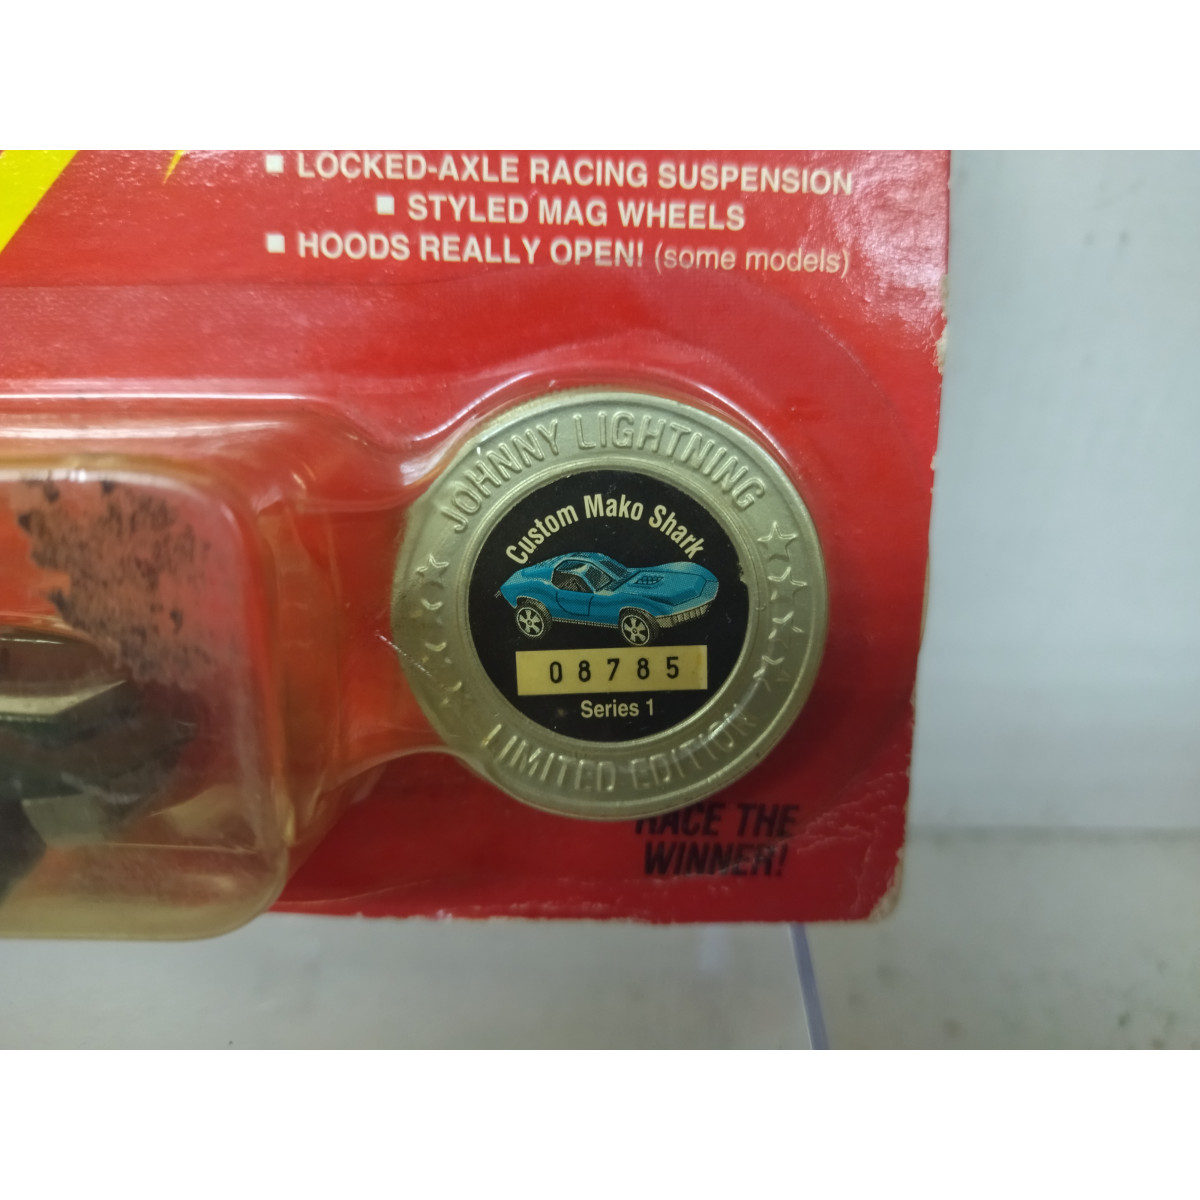 ■ LOCKED-AXLE RACING SUSPENSION
■ STYLED MAG WHEELS
■ HOODS REALLY OPEN! (some models)
JOHNNY LIGHTNING
Custom Mako Shark
08785
Series 1
LIMITED EDITION
RACE THE
WINNER!